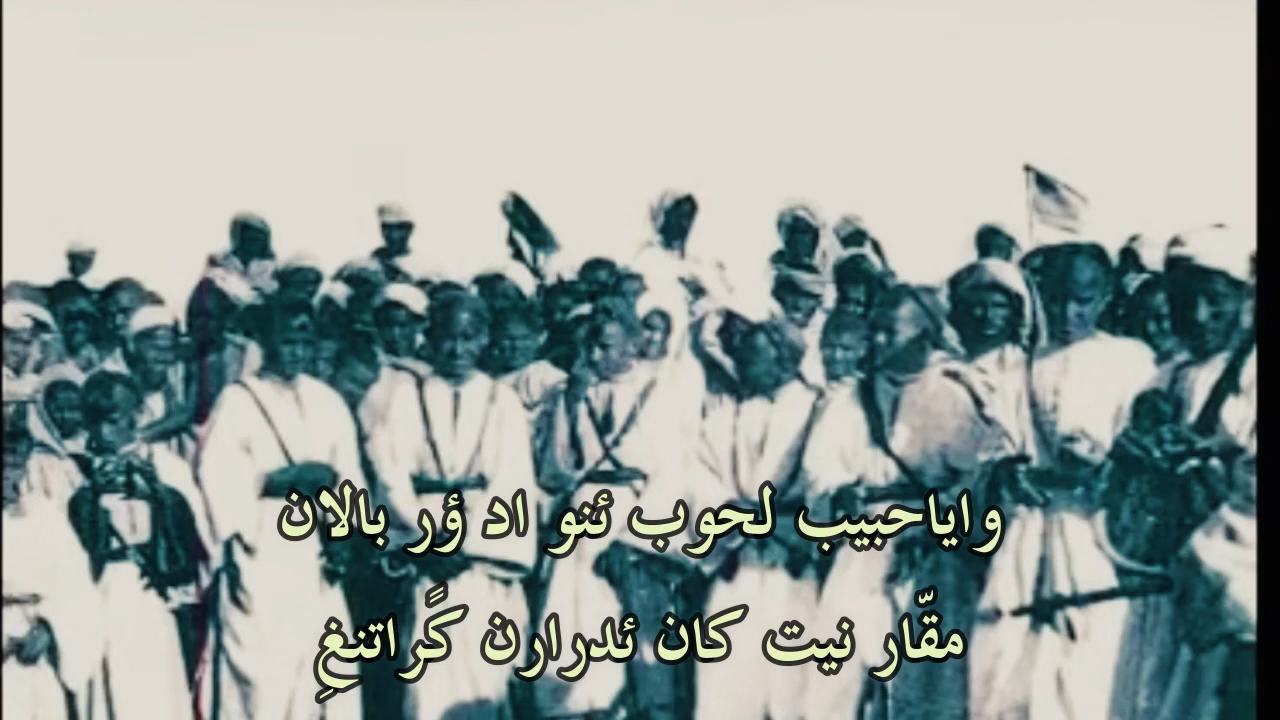 واياحبيب لحوب ئنو اد ؤر بالان
مقّار نيت كان ئدرارن گًراتنغِ